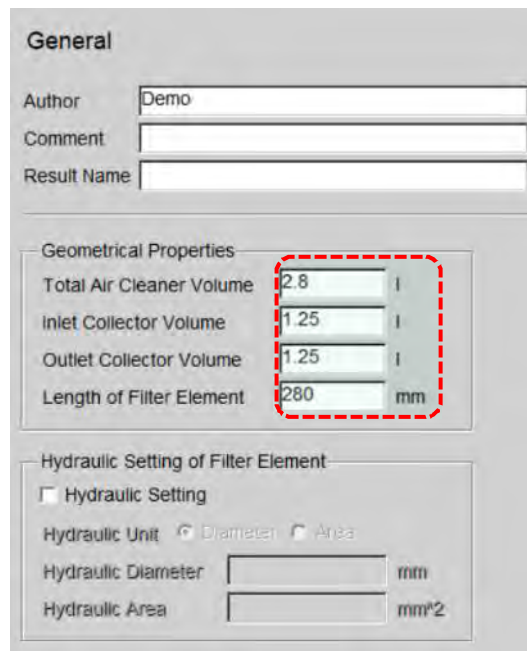 General
Author Demo
Comment
Result Name
Geometrical Properties
Total Air Cleaner Volume 2.8 l
Inlet Collector Volume 1.25 l
Outlet Collector Volume 1.25 l
Length of Filter Element 280 mm
Hydraulic Setting of Filter Element
Hydraulic Setting
Hydraulic Unit Diameter Area
Hydraulic Diameter mm
Hydraulic Area mm^2